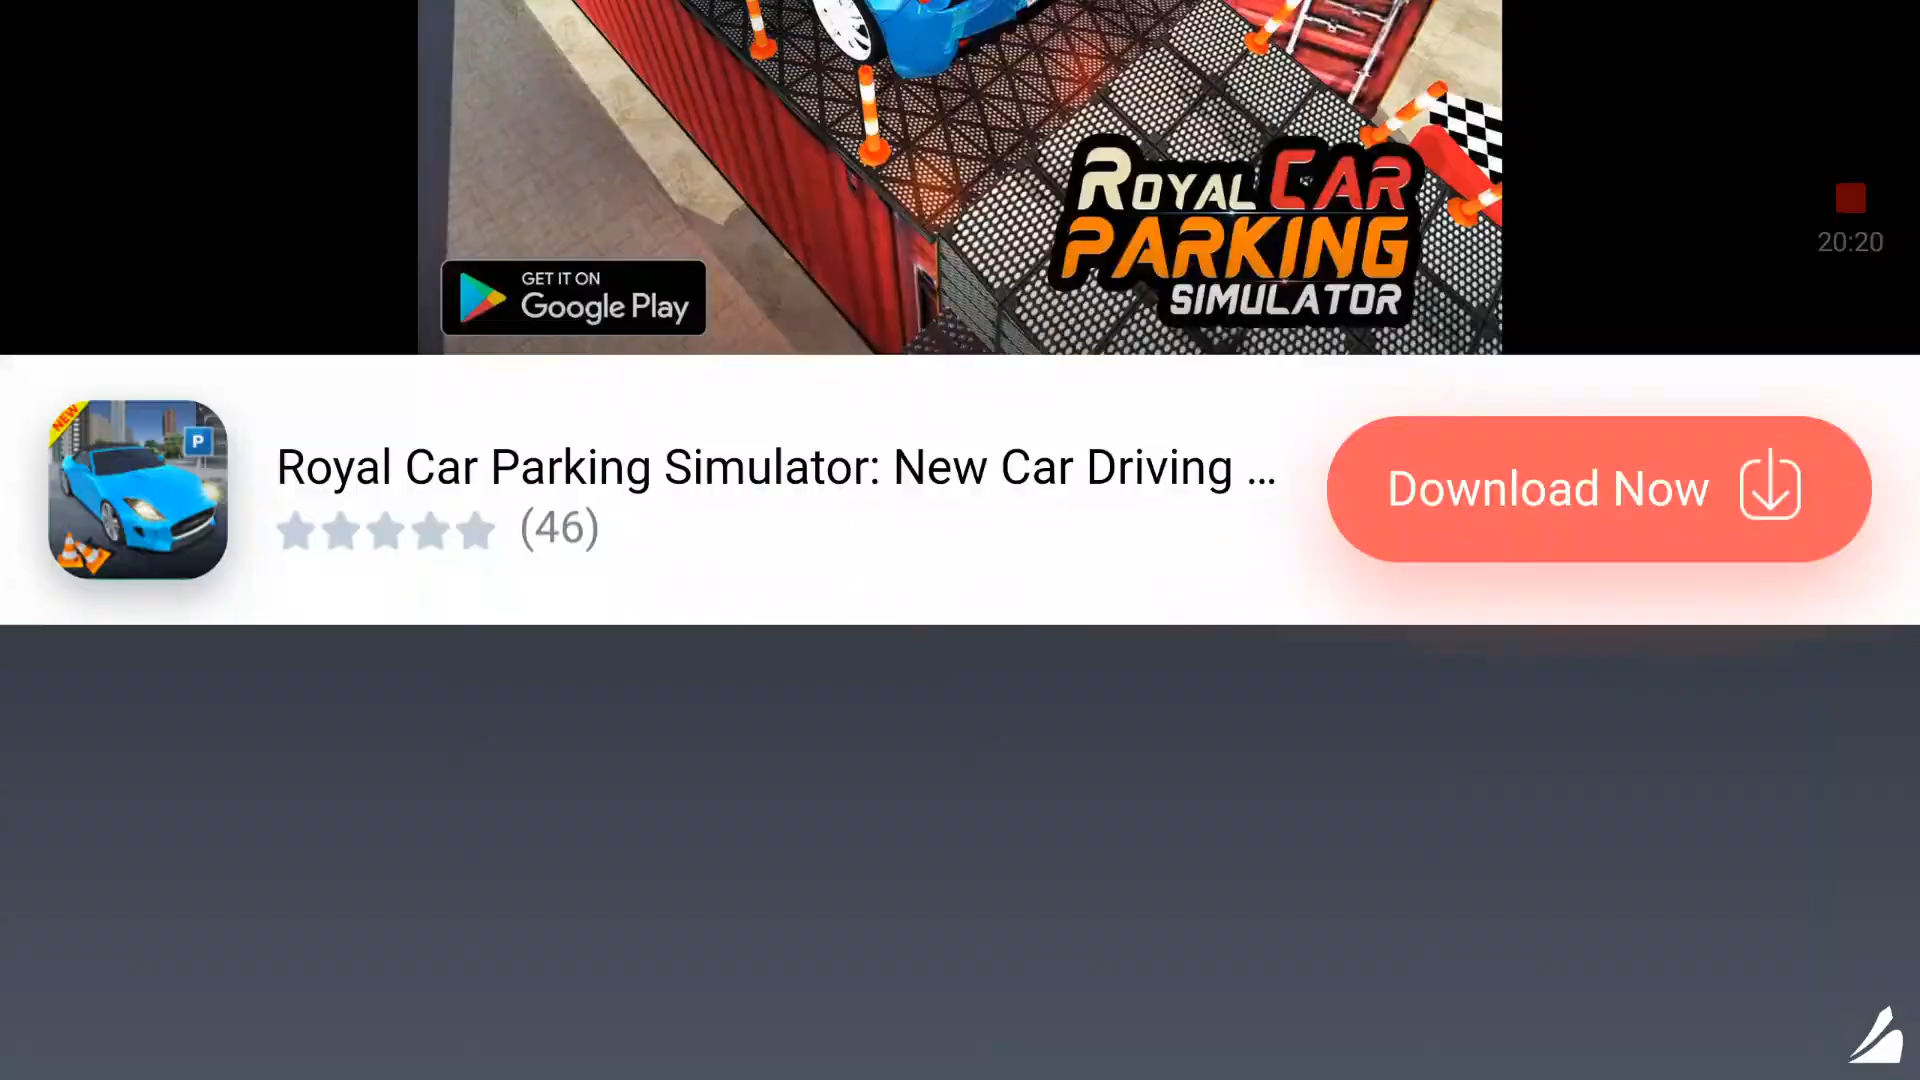 ROYAL CAR
PARKING
SIMULATOR
20:20
GET IT ON
Google Play
NEW
P
Royal Car Parking Simulator: New Car Driving ...
(46)
Download Now